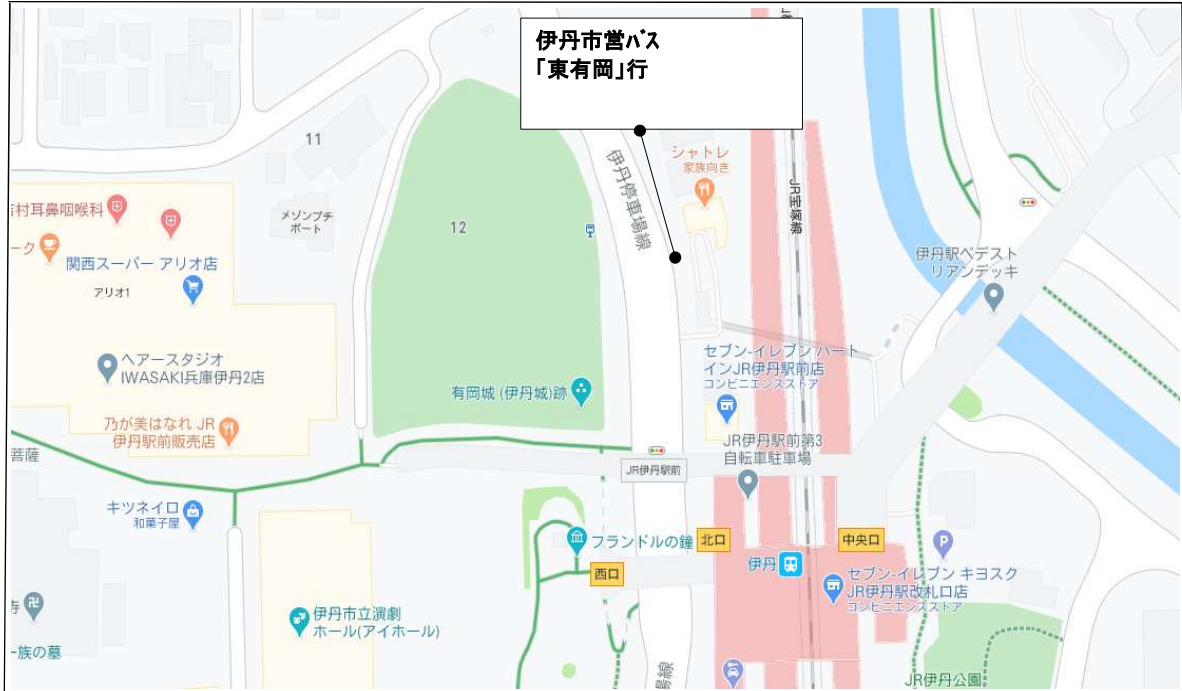 伊丹市営バス
「東有岡」行
11
12
メゾンプチ
ポート
村耳鼻咽喉科
ーク
関西スーパー アリオ店
アリオ1
ヘアースタジオ
IWASAKI兵庫伊丹2店
乃が美はなれ JR
伊丹駅前販売店
菩薩
キツネイロ
和菓子屋
寺
卍
一族の墓
伊丹市立演劇
ホール(アイホール)
有岡城 (伊丹城)跡
伊丹停車場線
シャトレ
家族向き
JR宝塚線
伊丹駅ペデスト
リアンデッキ
セブン-イレブン ハート
インJR伊丹駅前店
コンビニエンスストア
JR伊丹駅前第3
自転車駐車場
JR伊丹駅前
フランドルの鐘
北口
西口
中央口
伊丹
P
セブン-イレブン キヨスク
JR伊丹駅改札口店
コンビニエンスストア
場線
JR伊丹公園